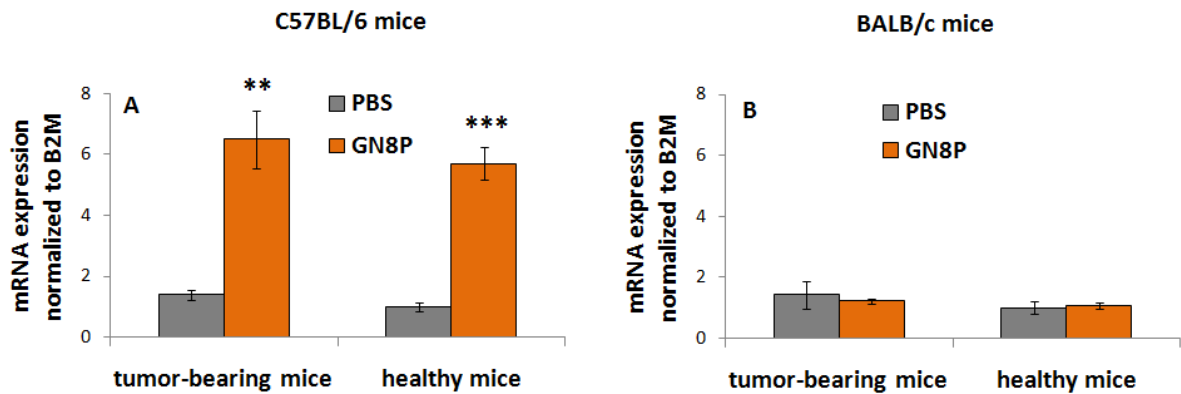 C57BL/6 mice
A
mRNA expression
normalized to B2M
8
6
4
2
0
**
***
PBS
GN8P
tumor-bearing mice
healthy mice
BALB/c mice
B
mRNA expression
normalized to B2M
8
6
4
2
0
PBS
GN8P
tumor-bearing mice
healthy mice